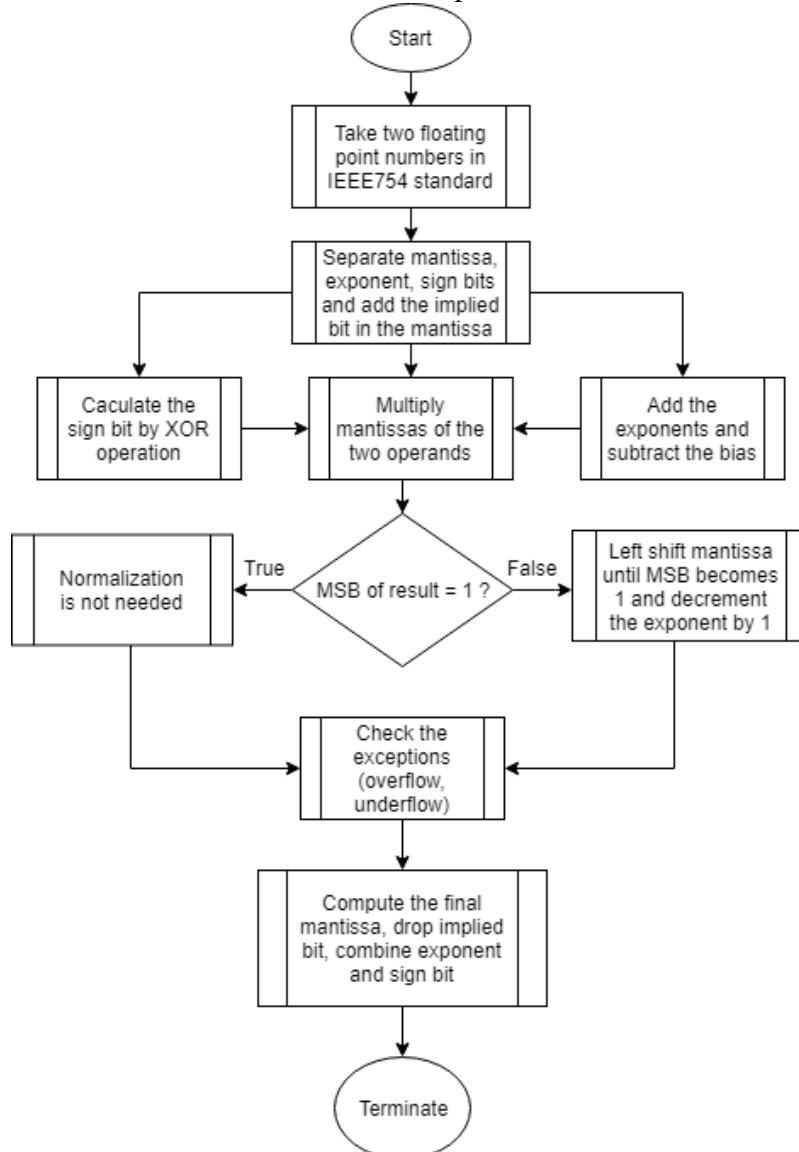 Start
Take two floating
point numbers in
IEEE754 standard
Separate mantissa,
exponent, sign bits
and add the implied
bit in the mantissa
Caculate the
sign bit by XOR
operation
Multiply
mantissas of the
two operands
Add the
exponents and
subtract the bias
Normalization
is not needed
True
MSB of result = 1 ?
False
Left shift mantissa
until MSB becomes
1 and decrement
the exponent by 1
Check the
exceptions
(overflow,
underflow)
Compute the final
mantissa, drop implied
bit, combine exponent
and sign bit
Terminate